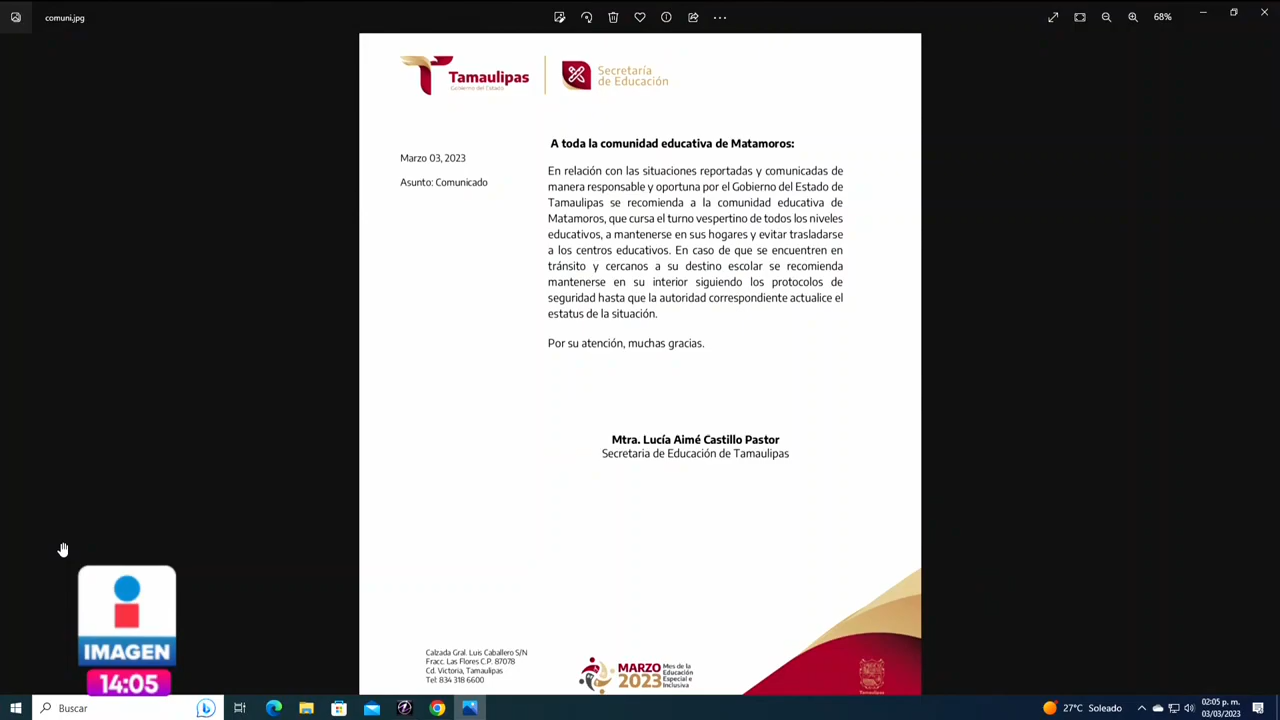 comuni.jpg
68%
Tamaulipas
Gobierno del Estado
Secretaría
de Educación
Marzo 03, 2023
Asunto: Comunicado
A toda la comunidad educativa de Matamoros:
En relación con las situaciones reportadas y comunicadas de
manera responsable y oportuna por el Gobierno del Estado de
Tamaulipas se recomienda a la comunidad educativa de
Matamoros, que cursa el turno vespertino de todos los niveles
educativos, a mantenerse en sus hogares y evitar trasladarse
a los centros educativos. En caso de que se encuentren en
tránsito y cercanos a su destino escolar se recomienda
mantenerse en su interior siguiendo los protocolos de
seguridad hasta que la autoridad correspondiente actualice el
estatus de la situación.
Por su atención, muchas gracias.
Mtra. Lucía Aimé Castillo Pastor
Secretaria de Educación de Tamaulipas
Calzada Gral. Luis Caballero S/N
Fracc. Las Flores C.P. 87078
Cd. Victoria, Tamaulipas
Tel: 834 318 6600
MARZO
2023
Mes de la
Educación
Especial e
Inclusiva
Tamaulipas
IMAGEN
14:05
Buscar
27°C Soleado
02:05 p. m.
03/03/2023